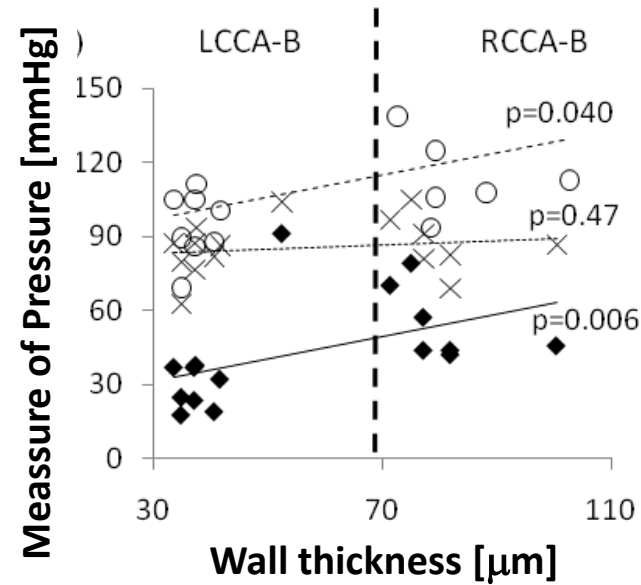 )
LCCA-B
RCCA-B
Meassure of Pressure [mmHg]
150
120
90
60
30
0
p=0.040
p=0.47
p=0.006
30
70
110
Wall thickness [μm]